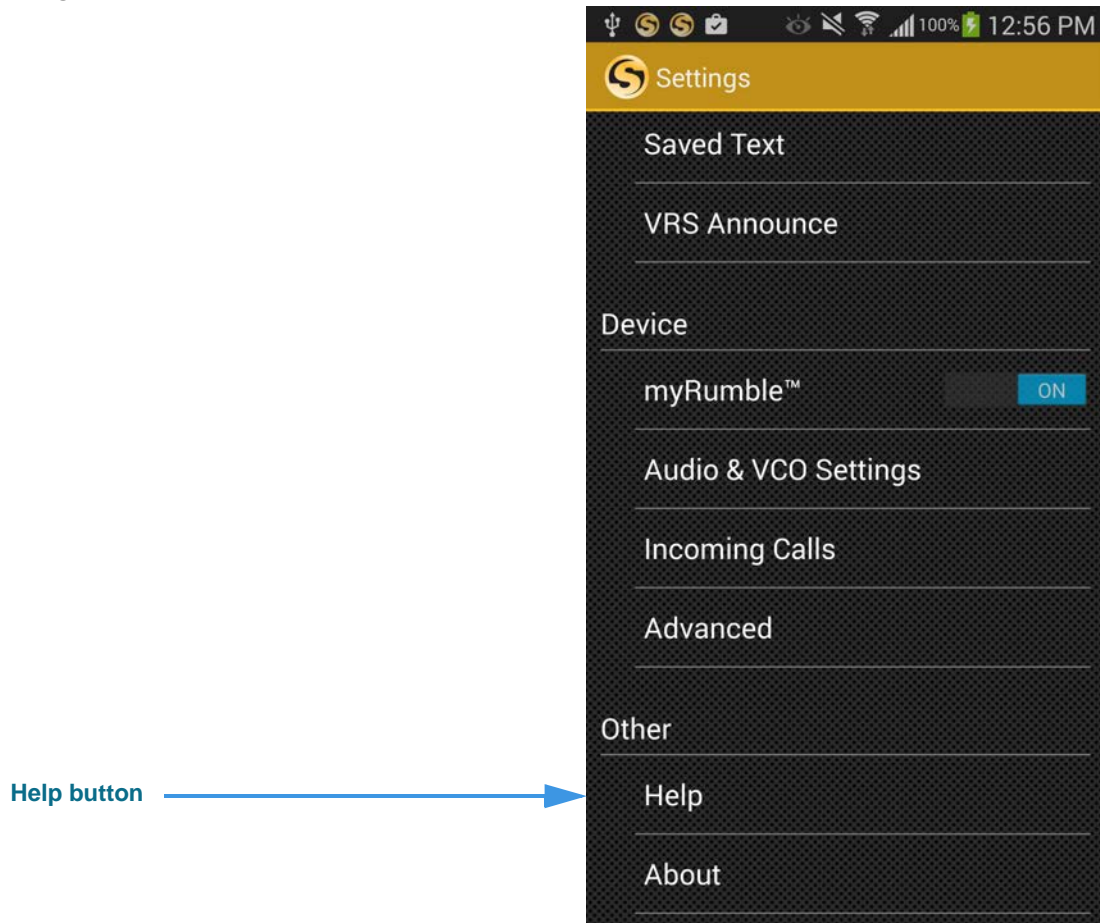 100% 12:56 PM
Settings
Saved Text
VRS Announce
Device
myRumble™ ON
Audio & VCO Settings
Incoming Calls
Advanced
Other
Help button
Help
About